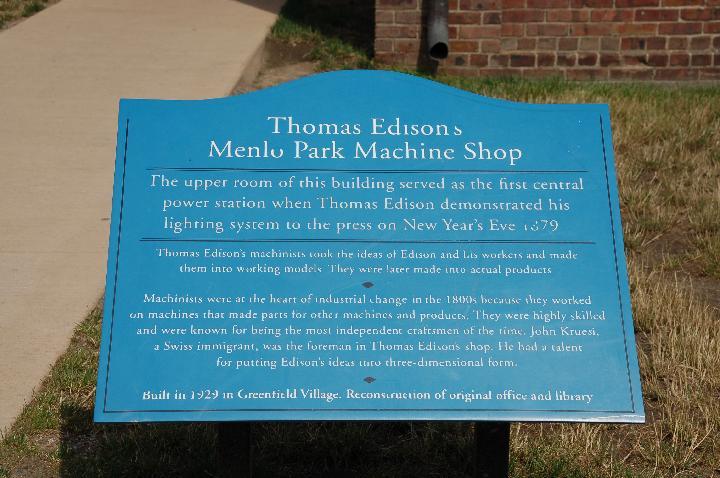 Thomas Edison's
Menlo Park Machine Shop
The upper room of this building served as the first central
power station when Thomas Edison demonstrated his
lighting system to the press on New Year's Eve 1879
Thomas Edison's machinists took the ideas of Edison and his workers and made
them into working models. They were later made into actual products
Machinists were at the heart of industrial change in the 1800s because they worked
on machines that made parts for other machines and products. They were highly skilled
and were known for being the most independent craftsmen of the time. John Kruesi,
a Swiss immigrant, was the foreman in Thomas Edison's shop. He had a talent
for putting Edison's ideas into three-dimensional form.
Built in 1929 in Greenfield Village. Reconstruction of original office and library